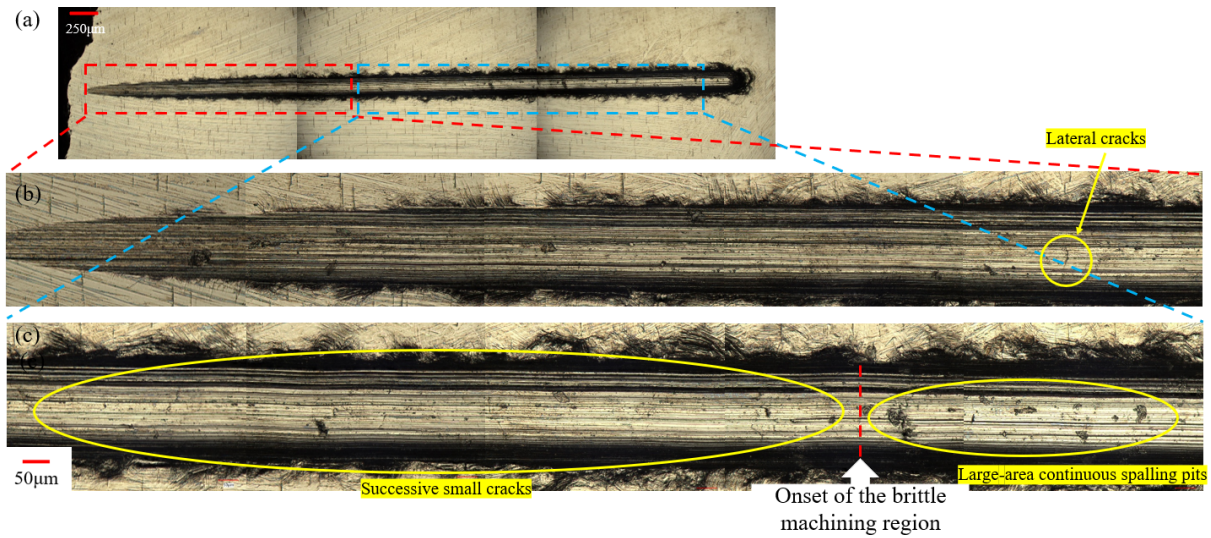 (a)
250μm
Lateral cracks
(b)
(c)
50μm
Successive small cracks
Large-area continuous spalling pits
Onset of the brittle
machining region